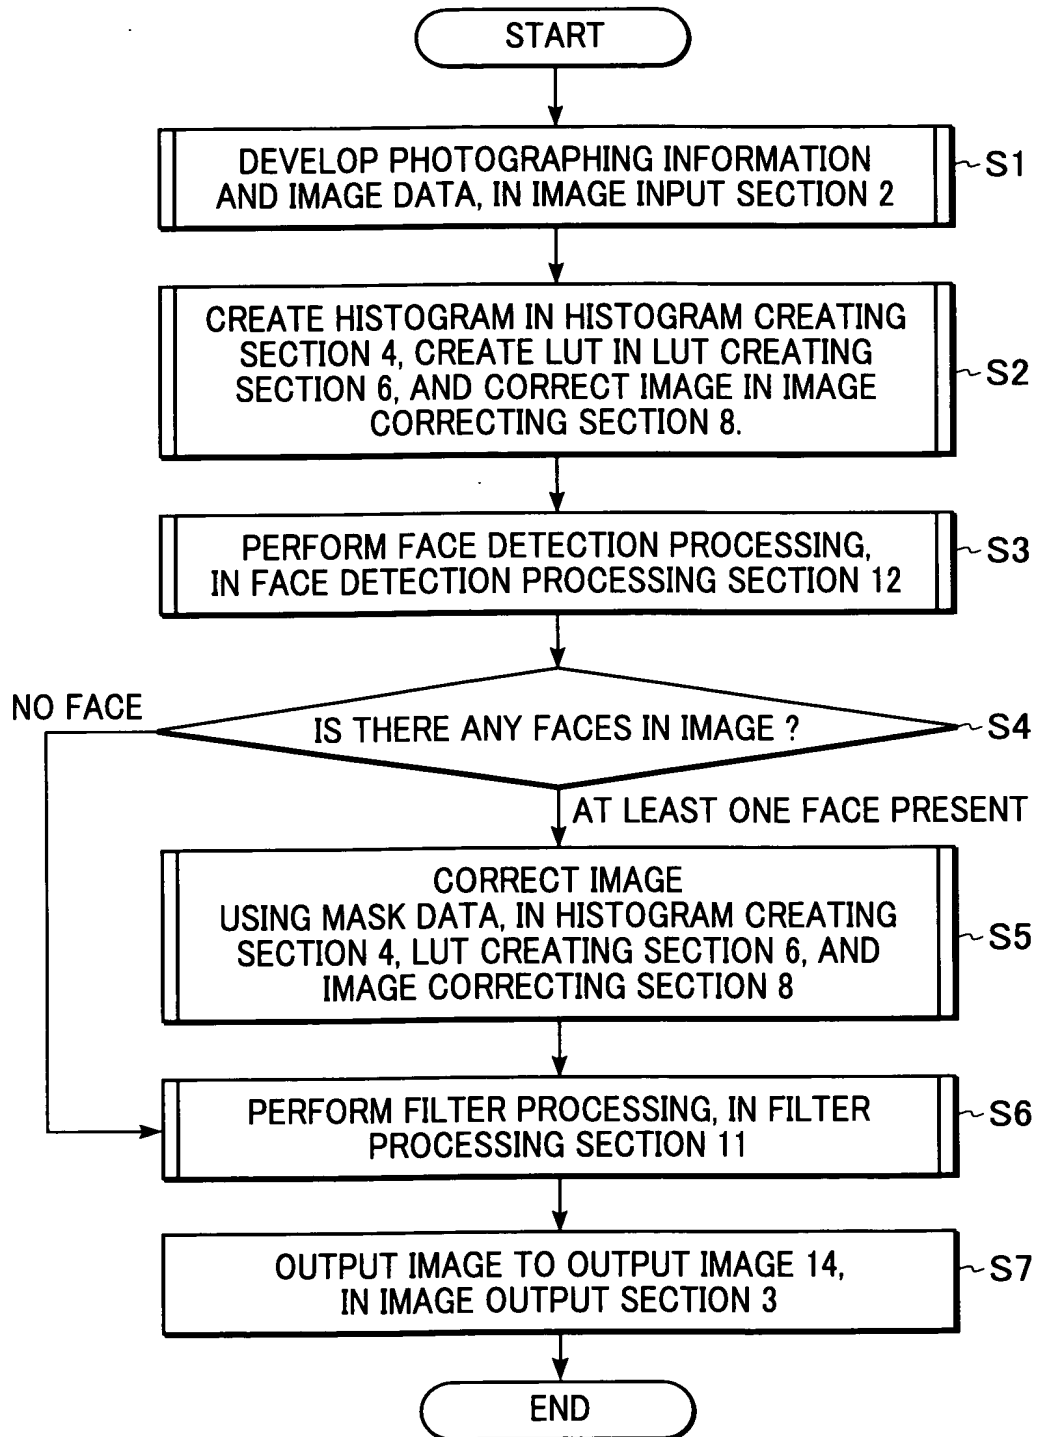 START
DEVELOP PHOTOGRAPHING INFORMATION
AND IMAGE DATA, IN IMAGE INPUT SECTION 2
S1
CREATE HISTOGRAM IN HISTOGRAM CREATING
SECTION 4, CREATE LUT IN LUT CREATING
SECTION 6, AND CORRECT IMAGE IN IMAGE
CORRECTING SECTION 8.
S2
PERFORM FACE DETECTION PROCESSING,
IN FACE DETECTION PROCESSING SECTION 12
S3
NO FACE
IS THERE ANY FACES IN IMAGE ?
S4
AT LEAST ONE FACE PRESENT
CORRECT IMAGE
USING MASK DATA, IN HISTOGRAM CREATING
SECTION 4, LUT CREATING SECTION 6, AND
IMAGE CORRECTING SECTION 8
S5
PERFORM FILTER PROCESSING, IN FILTER
PROCESSING SECTION 11
S6
OUTPUT IMAGE TO OUTPUT IMAGE 14,
IN IMAGE OUTPUT SECTION 3
S7
END